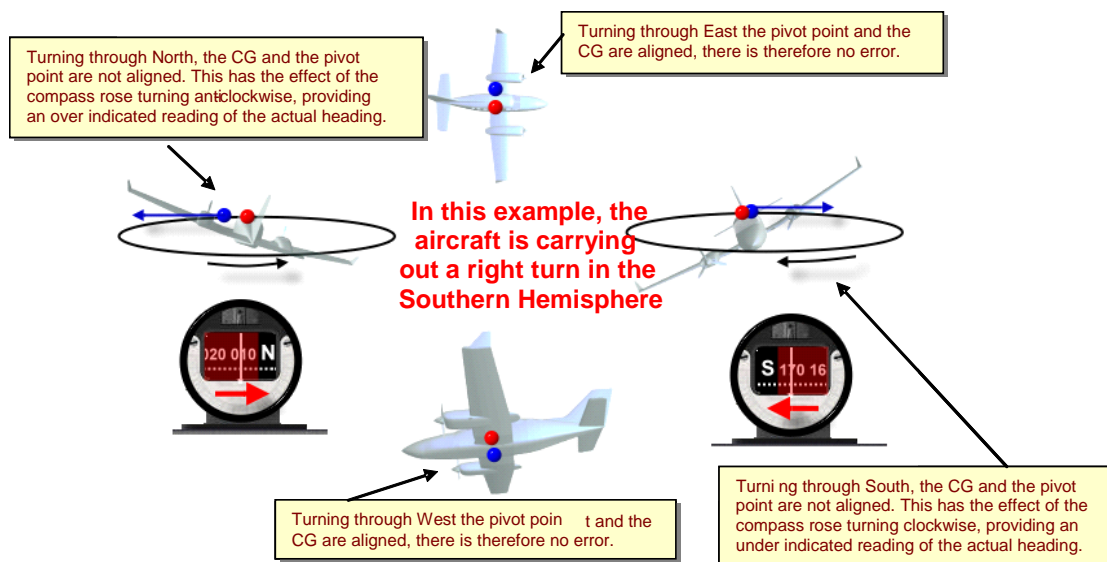 Turning through East the pivot point and the
CG are aligned, there is therefore no error.
Turning through North, the CG and the pivot
point are not aligned. This has the effect of the
compass rose turning anti-clockwise, providing
an over indicated reading of the actual heading.
In this example, the
aircraft is carrying
out a right turn in the
Southern Hemisphere
020 010 N
S 170 16
Turning through West the pivot poin t and the
CG are aligned, there is therefore no error.
Turni ng through South, the CG and the pivot
point are not aligned. This has the effect of the
compass rose turning clockwise, providing an
under indicated reading of the actual heading.